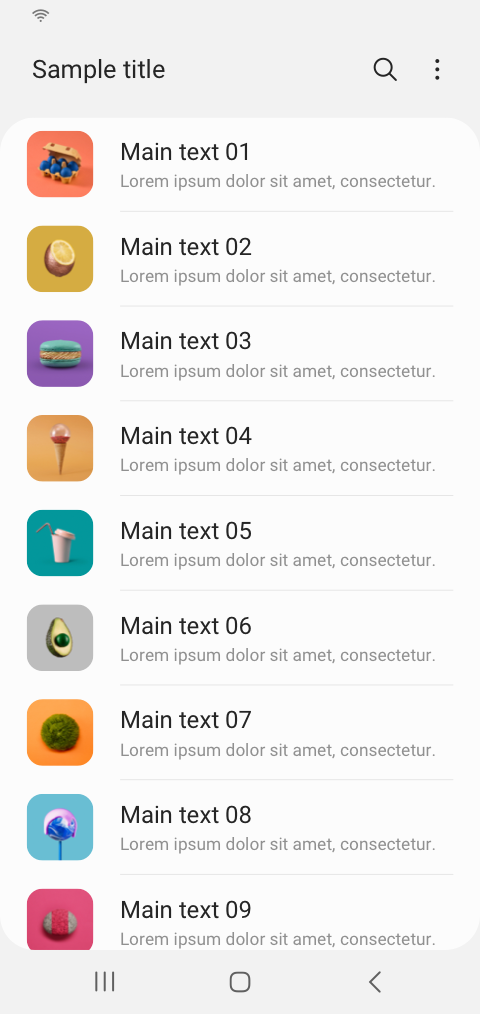 Sample title
Main text 01
Lorem ipsum dolor sit amet, consectetur.
Main text 02
Lorem ipsum dolor sit amet, consectetur.
Main text 03
Lorem ipsum dolor sit amet, consectetur.
Main text 04
Lorem ipsum dolor sit amet, consectetur.
Main text 05
Lorem ipsum dolor sit amet, consectetur.
Main text 06
Lorem ipsum dolor sit amet, consectetur.
Main text 07
Lorem ipsum dolor sit amet, consectetur.
Main text 08
Lorem ipsum dolor sit amet, consectetur.
Main text 09
Lorem ipsum dolor sit amet, consectetur.